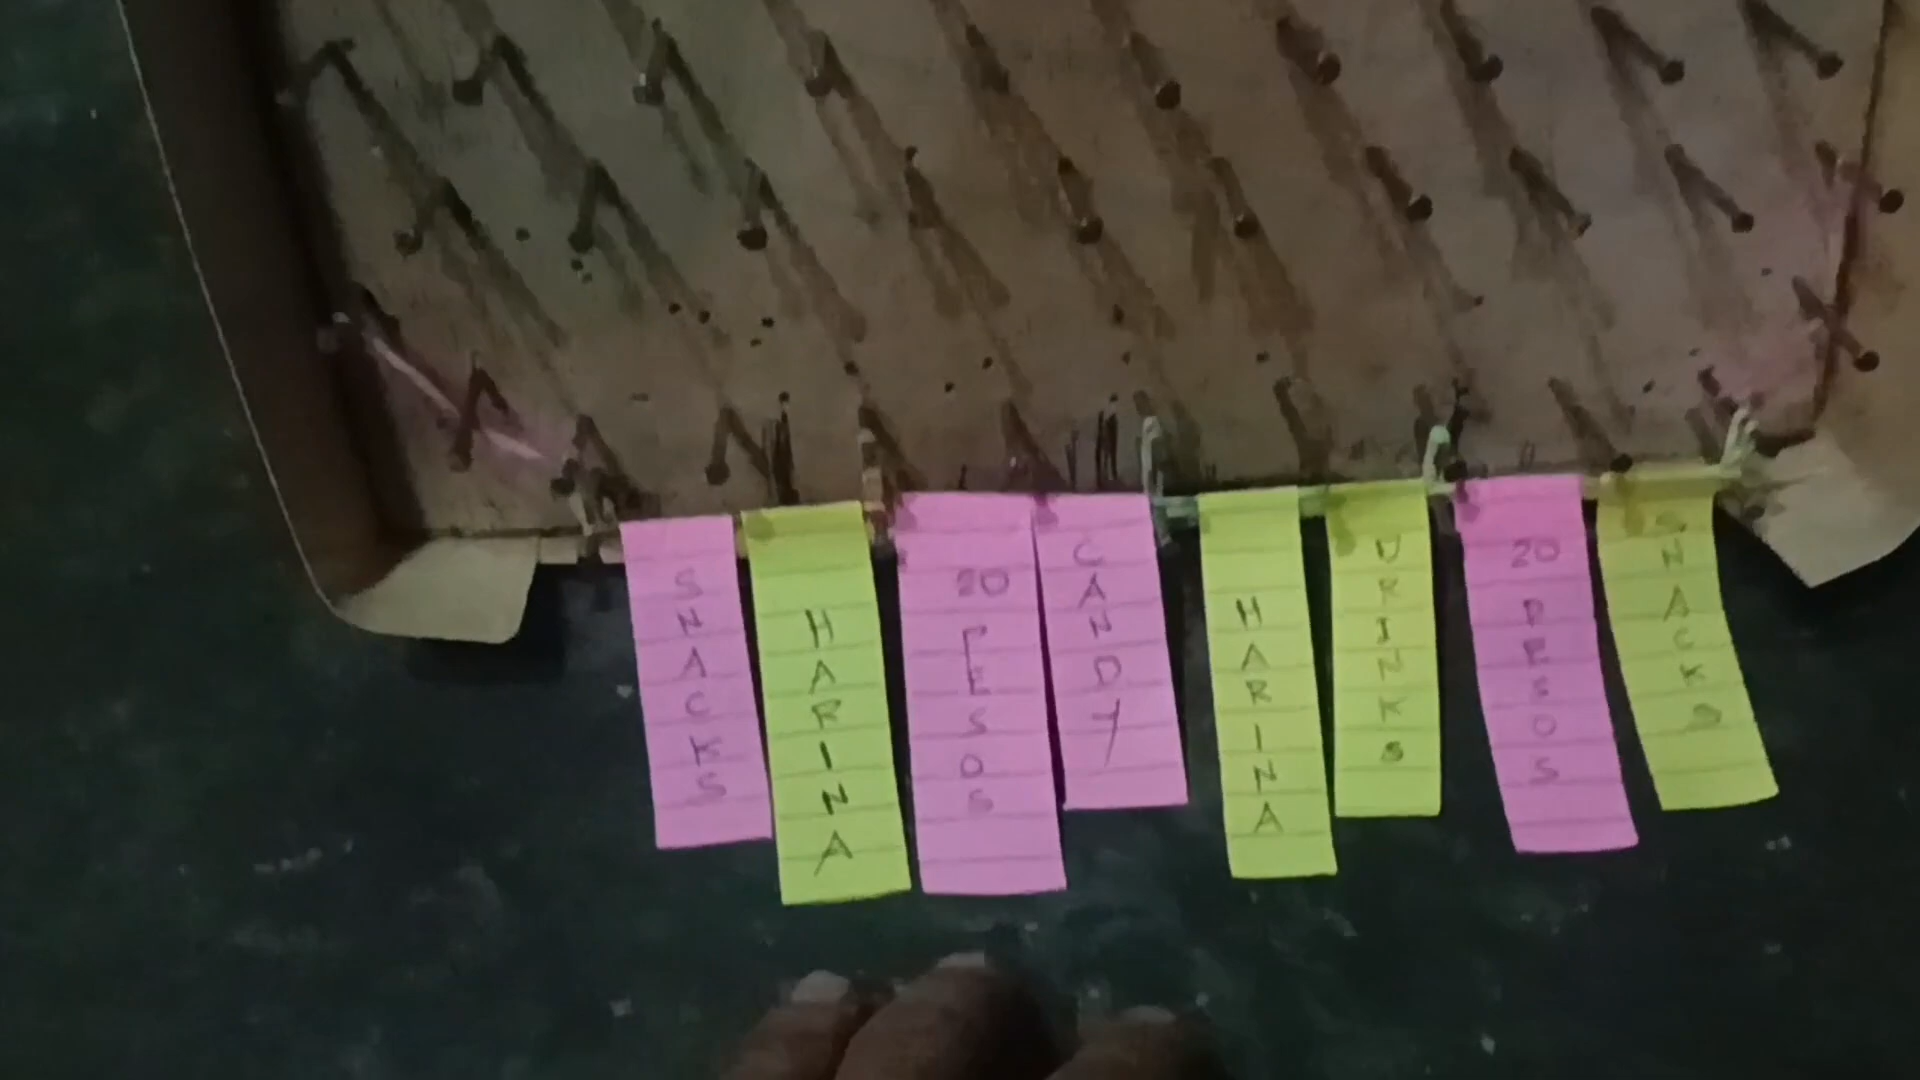 SNACKS
HARINA
20 PESOS
CANDY
HARINA
DRINKS
20 PESOS
SNACKS